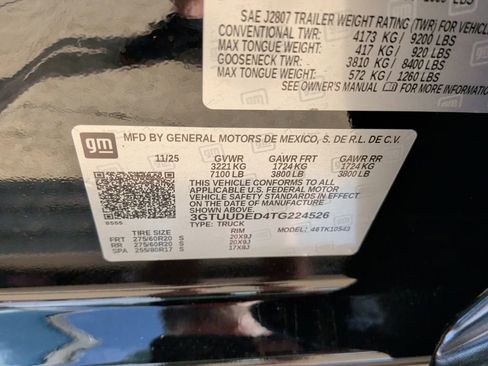 SAE J2807 TRAILER WEIGHT RATING (TWR) FOR VEHICLE
CONVENTIONAL TWR: 4173 KG / 9200 LBS
MAX TONGUE WEIGHT: 417 KG / 920 LBS
GOOSENECK TWR: 3810 KG / 8400 LBS
MAX TONGUE WEIGHT: 572 KG / 1260 LBS
SEE OWNER'S MANUAL FOR MORE INFORMATION
gm MFD BY GENERAL MOTORS DE MEXICO, S. DE R.L. DE C.V.
11/25 GVWR GAWR FRT GAWR RR
3221 KG 1724 KG 1724 KG
7100 LB 3800 LB 3800 LB
THIS VEHICLE CONFORMS TO ALL
APPLICABLE U.S. FEDERAL MOTOR
VEHICLE SAFETY STANDARDS IN
EFFECT ON THE DATE OF
MANUFACTURE SHOWN ABOVE.
3GTUUDED4TG224526
TYPE: TRUCK MODEL: 46TK10543
TIRE SIZE RIM
FRT 275/60R20 S 20X9J
RR 275/60R20 S 20X9J
SPA 255/80R17 S 17X8J